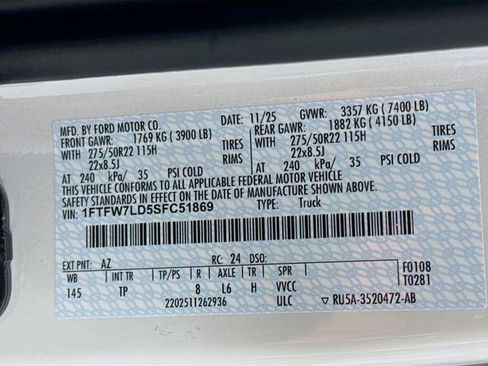 MFD. BY FORD MOTOR CO.
11/25 GVWR: 3357 KG ( 7400 LB)
FRONT GAWR: 1769 KG ( 3900 LB) REAR GAWR: 1882 KG ( 4150 LB)
WITH 275/50R22 115H TIRES WITH 275/50R22 115H TIRES
22x8.5J RIMS 22x8.5J RIMS
AT 240 kPa/ 35 PSI COLD AT 240 kPa/ 35 PSI COLD
THIS VEHICLE CONFORMS TO ALL APPLICABLE FEDERAL MOTOR VEHICLE
SAFETY STANDARDS IN EFFECT ON THE DATE OF MANUFACTURE SHOWN ABOVE.
VIN: 1FTFW7LD5SFC51869 TYPE: Truck
EXT PNT: AZ RC: 24 DSO: F0108
WB INT TR TP/PS R AXLE TR SPR T0281
145 TP 8 L6 H VVCC
2202511262936 ULC ▽ RU5A-3520472-AB